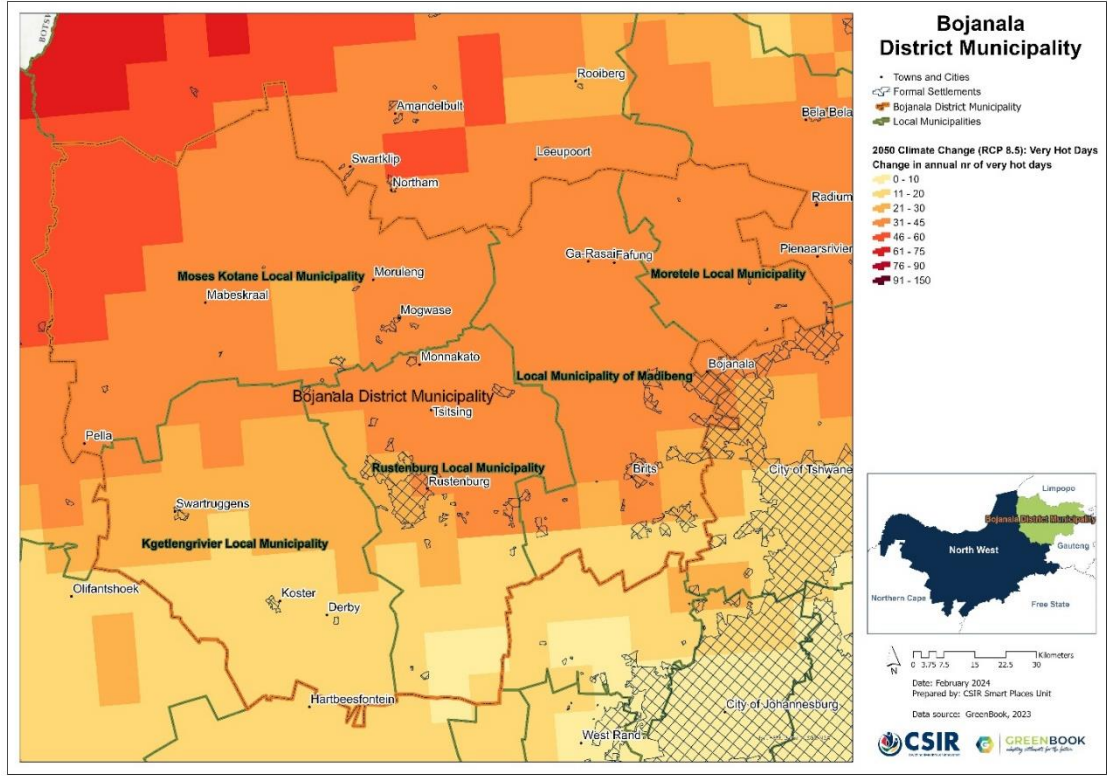 Bojanala
District Municipality
Towns and Cities
Formal Settlements
Bojanala District Municipality
Local Municipalities
2050 Climate Change (RCP 8.5): Very Hot Days
Change in annual nr of very hot days
0 - 10
11 - 20
21 - 30
31 - 45
46 - 60
61 - 75
76 - 90
91 - 150
BOTSW
Rooiberg
Amandelbult
Bela Bela
Swartklip
Leeupoort
Northam
Radium
Ga-Rasai
Fafung
Pienaarsrivier
Moses Kotane Local Municipality
Moruleng
Moretele Local Municipality
Mabeskraal
Mogwase
Monnakato
Bojanala
Local Municipality of Madibeng
Bojanala District Municipality
Tsitsing
Pella
Rustenburg Local Municipality
Rustenburg
Brits
City of Tshwane
Swartruggens
Kgetlengrivier Local Municipality
Olifantshoek
Koster
Derby
Hartbeesfontein
City of Johannesburg
West Rand
Limpopo
Bojanala District Municipality
North West
Gauteng
Northern Cape
Free State
N
Kilometers
0 3.75 7.5 15 22.5 30
Date: February 2024
Prepared by: CSIR Smart Places Unit
Data source: GreenBook, 2023
CSIR
GREENBOOK